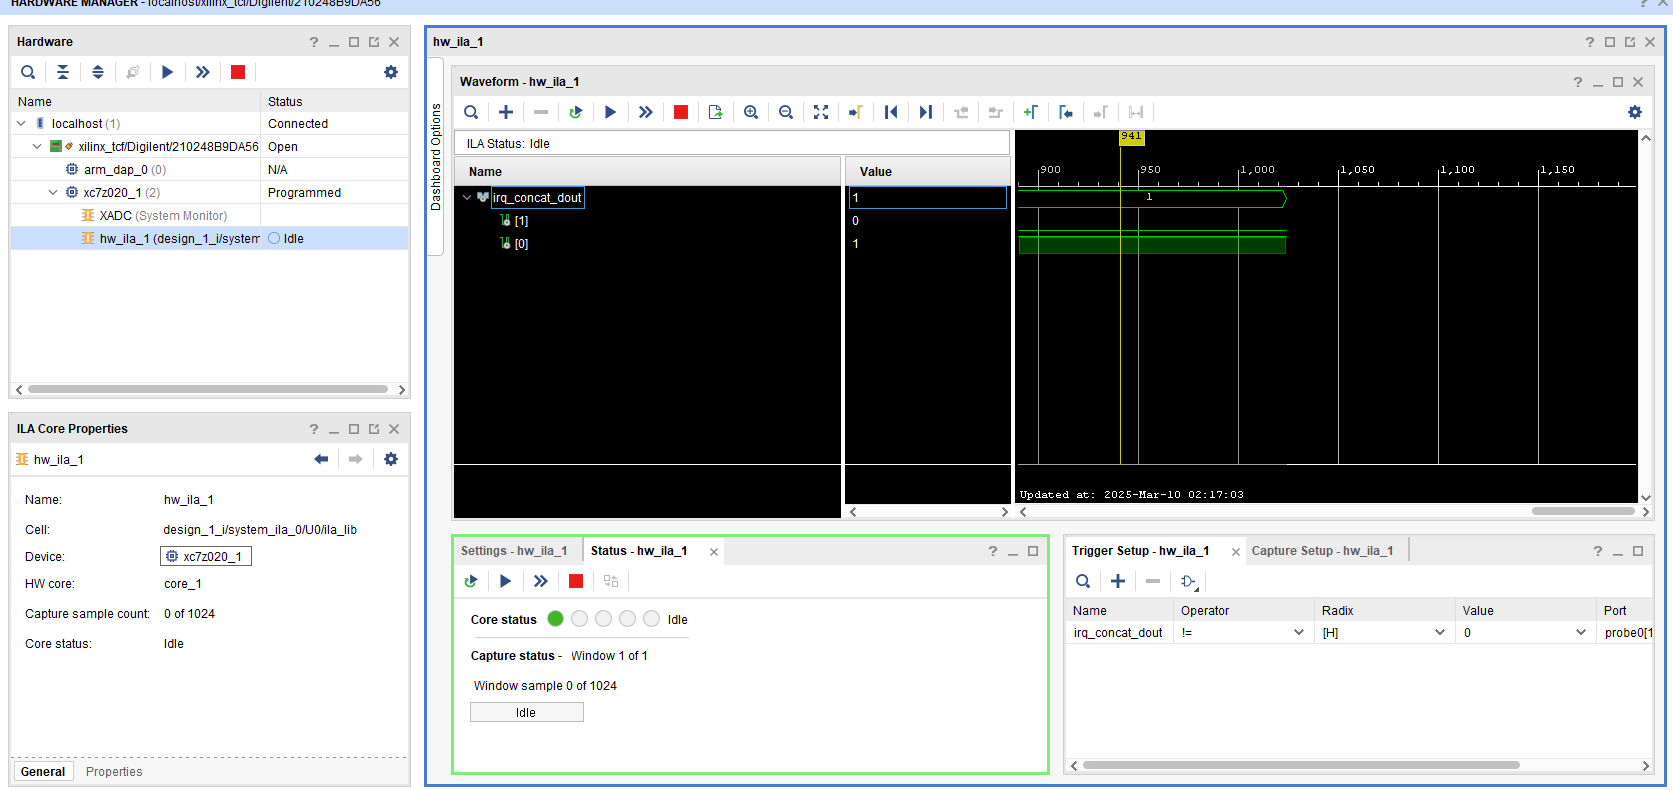 HARDWARE MANAGER - localhost/xilinx_tcf/Digilent/210248B9DA56
Hardware
Name Status
localhost (1) Connected
xilinx_tcf/Digilent/210248B9DA56 Open
arm_dap_0 (0) N/A
xc7z020_1 (2) Programmed
XADC (System Monitor)
hw_ila_1 (design_1_i/system Idle
ILA Core Properties
hw_ila_1
Name: hw_ila_1
Cell: design_1_i/system_ila_0/U0/ila_lib
Device: xc7z020_1
HW core: core_1
Capture sample count: 0 of 1024
Core status: Idle
General Properties
hw_ila_1
Dashboard Options
Waveform - hw_ila_1
ILA Status: Idle
Name Value
irq_concat_dout 1
[1] 0
[0] 1
941
900 950 1,000 1,050 1,100 1,150
1
Updated at: 2025-Mar-10 02:17:03
Settings - hw_ila_1 Status - hw_ila_1
Core status Idle
Capture status - Window 1 of 1
Window sample 0 of 1024
Idle
Trigger Setup - hw_ila_1 Capture Setup - hw_ila_1
Name Operator Radix Value Port
irq_concat_dout != [H] 0 probe0[1